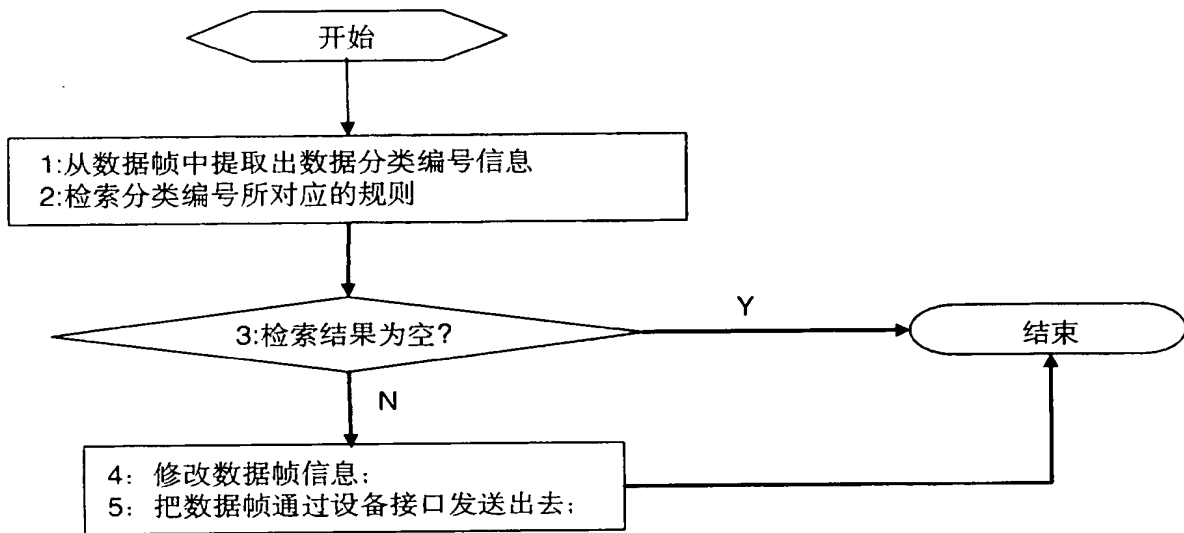 开始
1:从数据帧中提取出数据分类编号信息
2:检索分类编号所对应的规则
3:检索结果为空?
Y
结束
N
4：修改数据帧信息；
5：把数据帧通过设备接口发送出去；